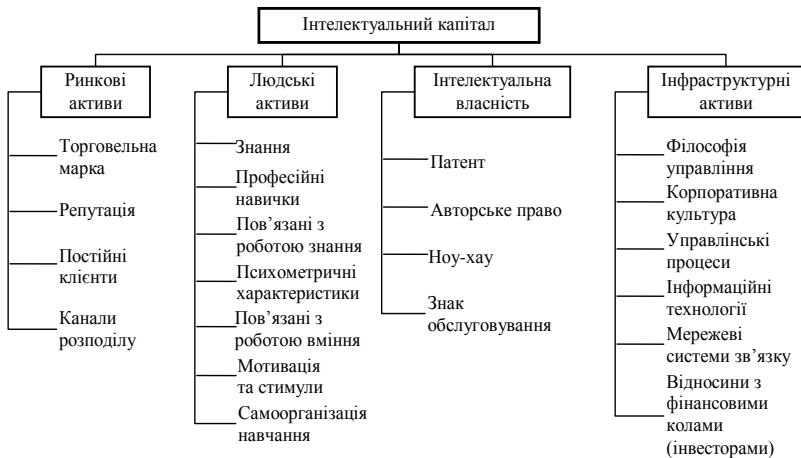 Інтелектуальний капітал
Ринкові
активи
Торговельна
марка
Репутація
Постійні
клієнти
Канали
розподілу
Людські
активи
Знання
Професійні
навички
Пов’язані з
роботою знання
Психометричні
характеристики
Пов’язані з
роботою вміння
Мотивація
та стимули
Самоорганізація
навчання
Інтелектуальна
власність
Патент
Авторське право
Ноу-хау
Знак
обслуговування
Інфраструктурні
активи
Філософія
управління
Корпоративна
культура
Управлінські
процеси
Інформаційні
технології
Мережеві
системи зв’язку
Відносини з
фінансовими
колами
(інвесторами)